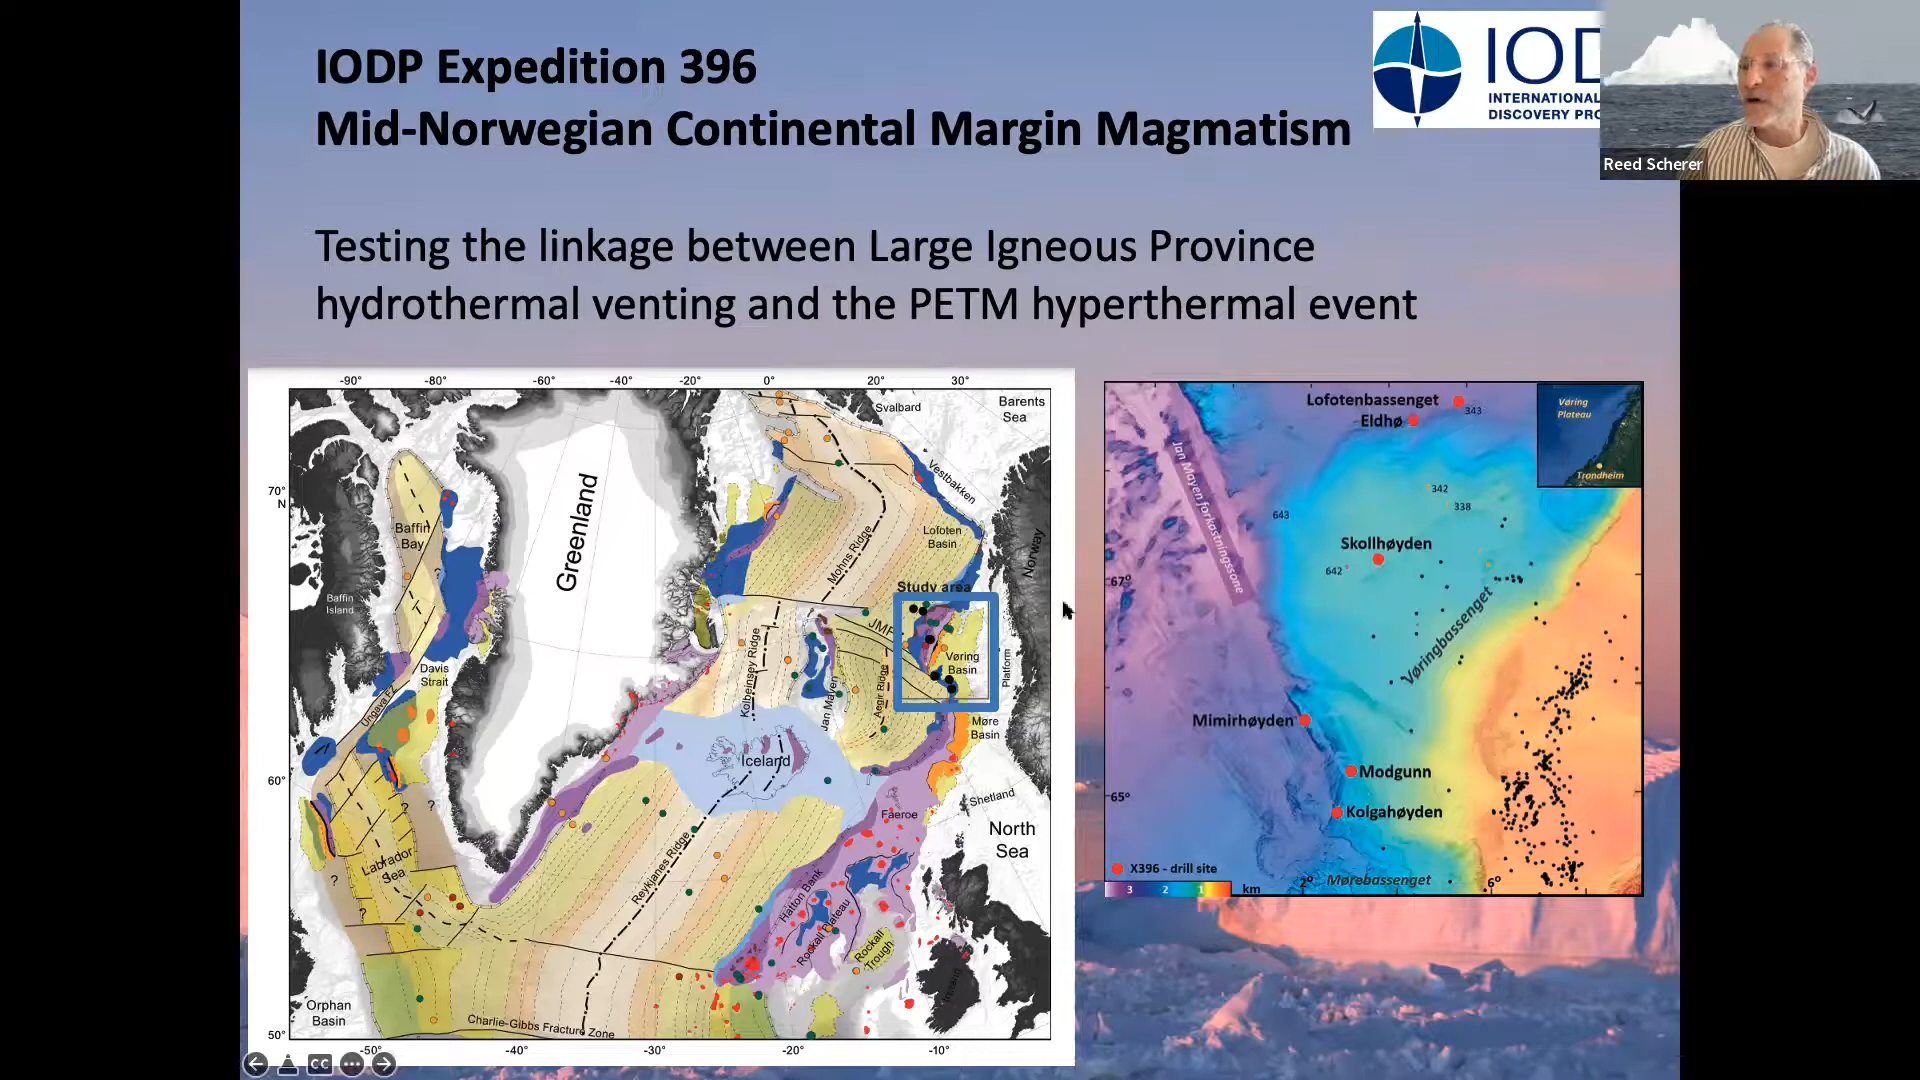 IODP Expedition 396
Mid-Norwegian Continental Margin Magmatism
IOD
INTERNATIONAL
DISCOVERY PRO
Reed Scherer
Testing the linkage between Large Igneous Province
hydrothermal venting and the PETM hyperthermal event
-90° -80° -60° -40° -20° 0° 20° 30°
Svalbard
Barents
Sea
Vestbakken
70°
N
Greenland
Baffin
Bay
Lofoten
Basin
Mohns Ridge
Norway
?
Study area
Baffin
Island
JMF
Kolbeinsey Ridge
Vøring
Basin
Platform
Davis
Strait
Jan Mayen
Aegir Ridge
Ungava FZ
Møre
Basin
60°
Iceland
Shetland
? ?
Faeroe
North
Sea
Labrador
Sea
Reykjanes Ridge
?
Hatton Bank
Rockall Plateau
Rockall
Trough
?
Orphan
Basin
Charlie-Gibbs Fracture Zone
50°
-50° -40° -30° -20° -10°
CC
Lofotenbassenget
343
Eldhø
Vøring
Plateau
Trondheim
Jan Mayen forkastningssone
342
338
643
Skollhøyden
642
67°
Vøringbassenget
Mimirhøyden
Modgunn
65°
Kolgahøyden
X396 - drill site
3 2 1 km
2°
Mørebassenget
6°